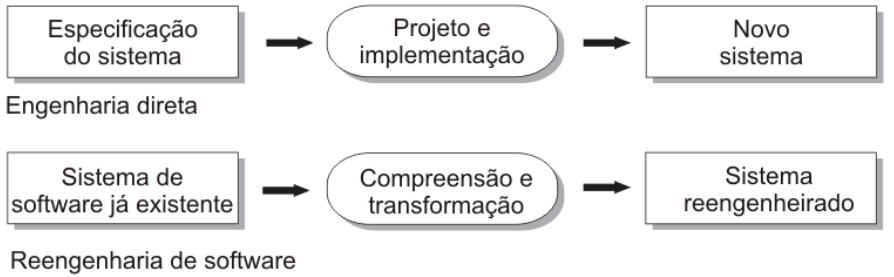 Especificação
do sistema
Projeto e
implementação
Novo
sistema
Engenharia direta
Sistema de
software já existente
Compreensão e
transformação
Sistema
reengenheirado
Reengenharia de software